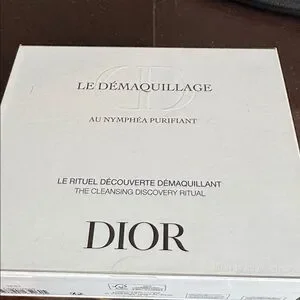 LE DÉMAQUILLAGE
AU NYMPHÉA PURIFIANT
LE RITUEL DÉCOUVERTE DÉMAQUILLANT
THE CLEANSING DISCOVERY RITUAL
DIOR